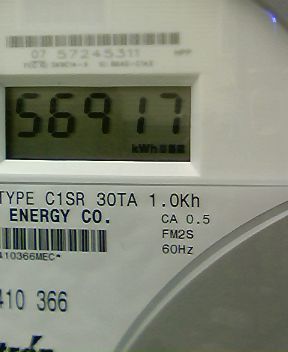 07 57245311
56917
kWh
TYPE C1SR 30TA 1.0Kh
ENERGY CO.
CA 0.5
FM2S
60Hz
410366MEC*
410 366